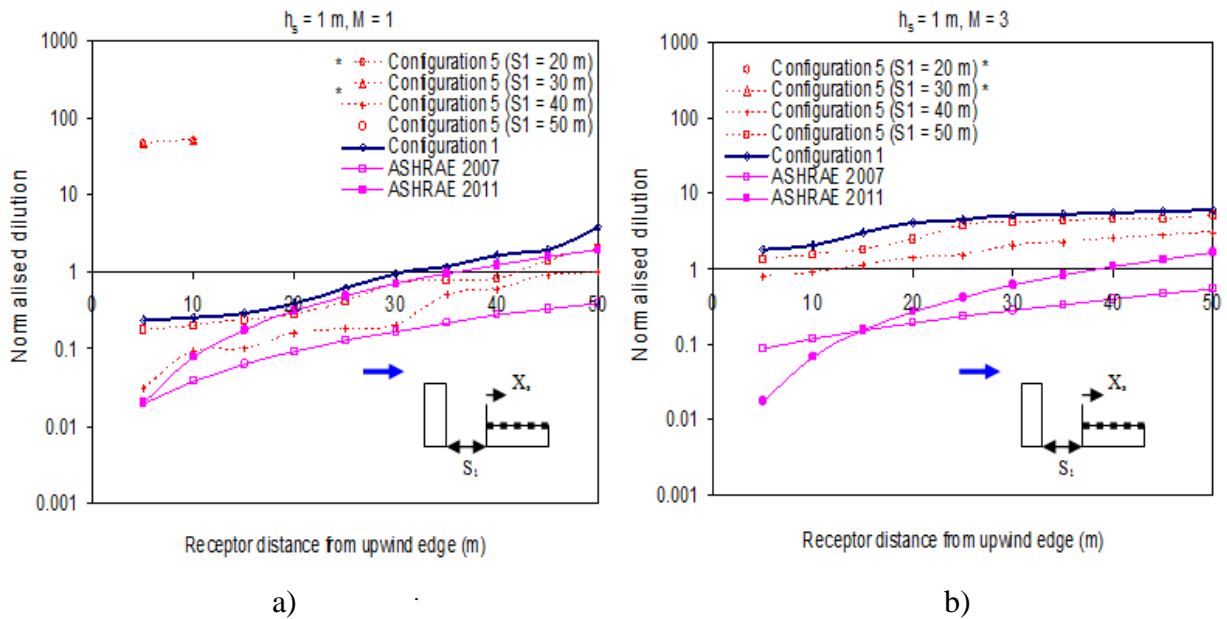 hs = 1 m, M = 1
1000
100
10
1
0.1
0.01
0.001
Normalised dilution
* Configuration 5 (S1 = 20 m)
* Configuration 5 (S1 = 30 m)
Configuration 5 (S1 = 40 m)
Configuration 5 (S1 = 50 m)
Configuration 1
ASHRAE 2007
ASHRAE 2011
0 10 20 30 40 50
Xs
S1
Receptor distance from upwind edge (m)
a)
hs = 1 m, M = 3
1000
100
10
1
0.1
0.01
0.001
Normalised dilution
Configuration 5 (S1 = 20 m) *
Configuration 5 (S1 = 30 m) *
Configuration 5 (S1 = 40 m)
Configuration 5 (S1 = 50 m)
Configuration 1
ASHRAE 2007
ASHRAE 2011
0 10 20 30 40 50
Xs
S1
Receptor distance from upwind edge (m)
b)